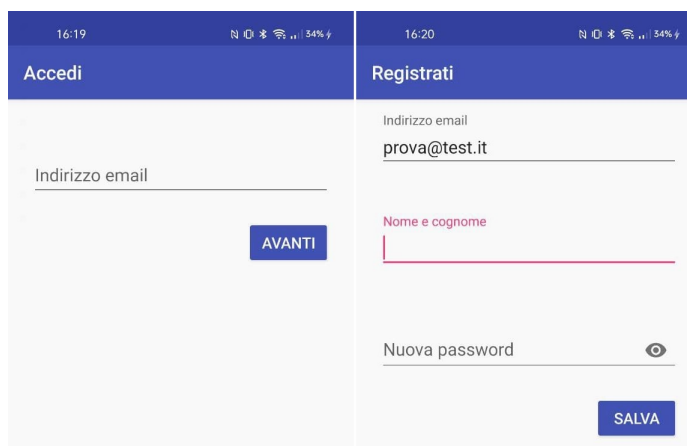 16:19
34%
Accedi
Indirizzo email
AVANTI
16:20
34%
Registrati
Indirizzo email
prova@test.it
Nome e cognome
Nuova password
SALVA